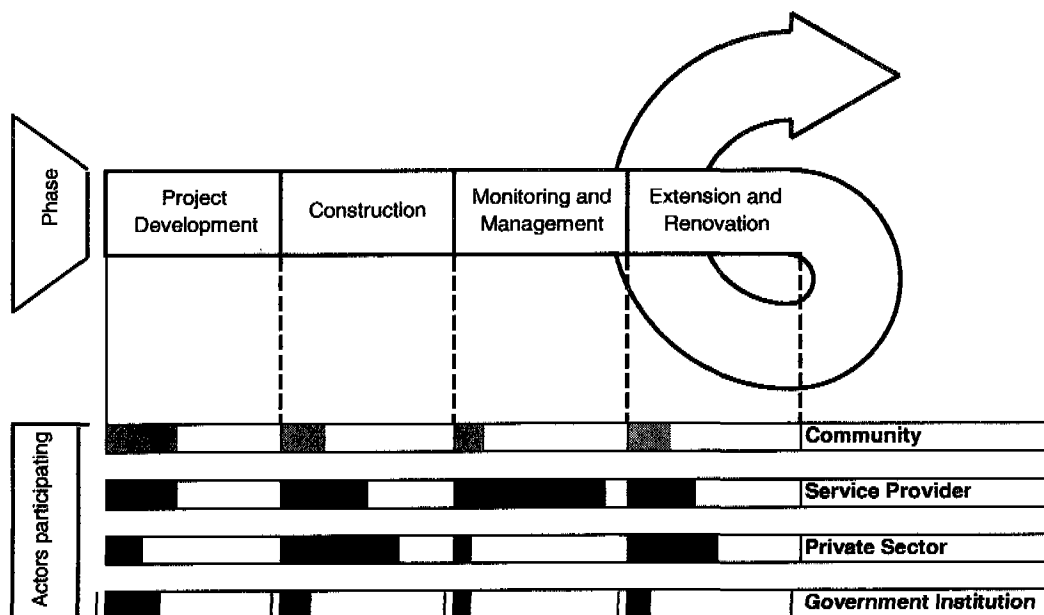 Phase
Project
Development
Construction
Monitoring and
Management
Extension and
Renovation
Actors participating
Community
Service Provider
Private Sector
Government Institution